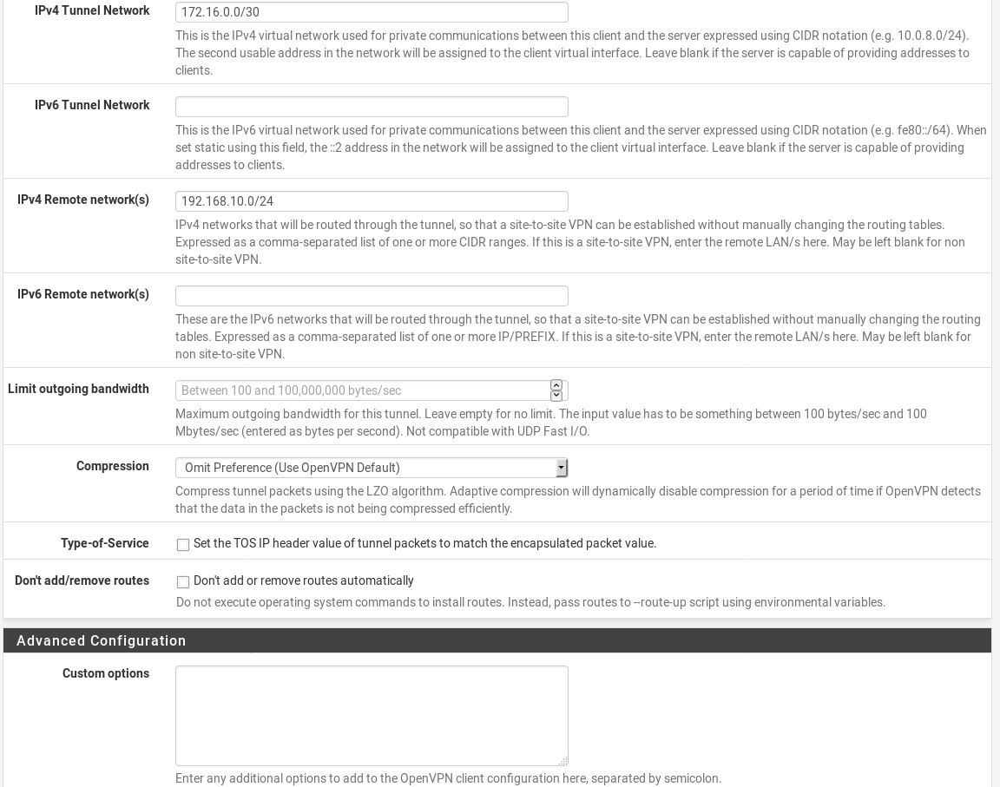 IPv4 Tunnel Network
172.16.0.0/30
This is the IPv4 virtual network used for private communications between this client and the server expressed using CIDR notation (e.g. 10.0.8.0/24).
The second usable address in the network will be assigned to the client virtual interface. Leave blank if the server is capable of providing addresses to
clients.
IPv6 Tunnel Network
This is the IPv6 virtual network used for private communications between this client and the server expressed using CIDR notation (e.g. fe80::/64). When
set static using this field, the ::2 address in the network will be assigned to the client virtual interface. Leave blank if the server is capable of providing
addresses to clients.
IPv4 Remote network(s)
192.168.10.0/24
IPv4 networks that will be routed through the tunnel, so that a site-to-site VPN can be established without manually changing the routing tables.
Expressed as a comma-separated list of one or more CIDR ranges. If this is a site-to-site VPN, enter the remote LAN/s here. May be left blank for non
site-to-site VPN.
IPv6 Remote network(s)
These are the IPv6 networks that will be routed through the tunnel, so that a site-to-site VPN can be established without manually changing the routing
tables. Expressed as a comma-separated list of one or more IP/PREFIX. If this is a site-to-site VPN, enter the remote LAN/s here. May be left blank for
non site-to-site VPN.
Limit outgoing bandwidth
Between 100 and 100,000,000 bytes/sec
Maximum outgoing bandwidth for this tunnel. Leave empty for no limit. The input value has to be something between 100 bytes/sec and 100
Mbytes/sec (entered as bytes per second). Not compatible with UDP Fast I/O.
Compression
Omit Preference (Use OpenVPN Default)
Compress tunnel packets using the LZO algorithm. Adaptive compression will dynamically disable compression for a period of time if OpenVPN detects
that the data in the packets is not being compressed efficiently.
Type-of-Service
Set the TOS IP header value of tunnel packets to match the encapsulated packet value.
Don't add/remove routes
Don't add or remove routes automatically
Do not execute operating system commands to install routes. Instead, pass routes to --route-up script using environmental variables.
Advanced Configuration
Custom options
Enter any additional options to add to the OpenVPN client configuration here, separated by semicolon.